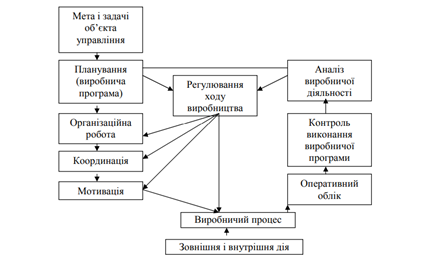 Мета і задачі
об'єкта
управління
Планування
(виробнича
програма)
Регулювання
ходу
виробництва
Аналіз
виробничої
діяльності
Організаційна
робота
Контроль
виконання
виробничої
програми
Координація
Мотивація
Оперативний
облік
Виробничий процес
Зовнішня і внутрішня дія